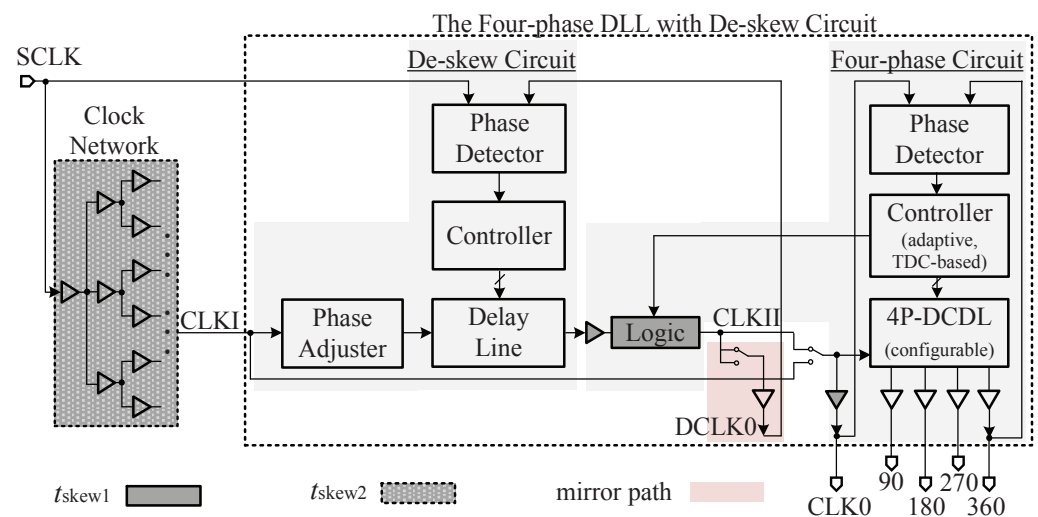 The Four-phase DLL with De-skew Circuit
SCLK
De-skew Circuit
Four-phase Circuit
Clock
Network
Phase
Detector
Phase
Detector
Controller
Controller
(adaptive,
TDC-based)
CLKI
Phase
Adjuster
Delay
Line
Logic
CLKII
4P-DCDL
(configurable)
DCLK0
CLK0
90
180
270
360
tskew1
tskew2
mirror path